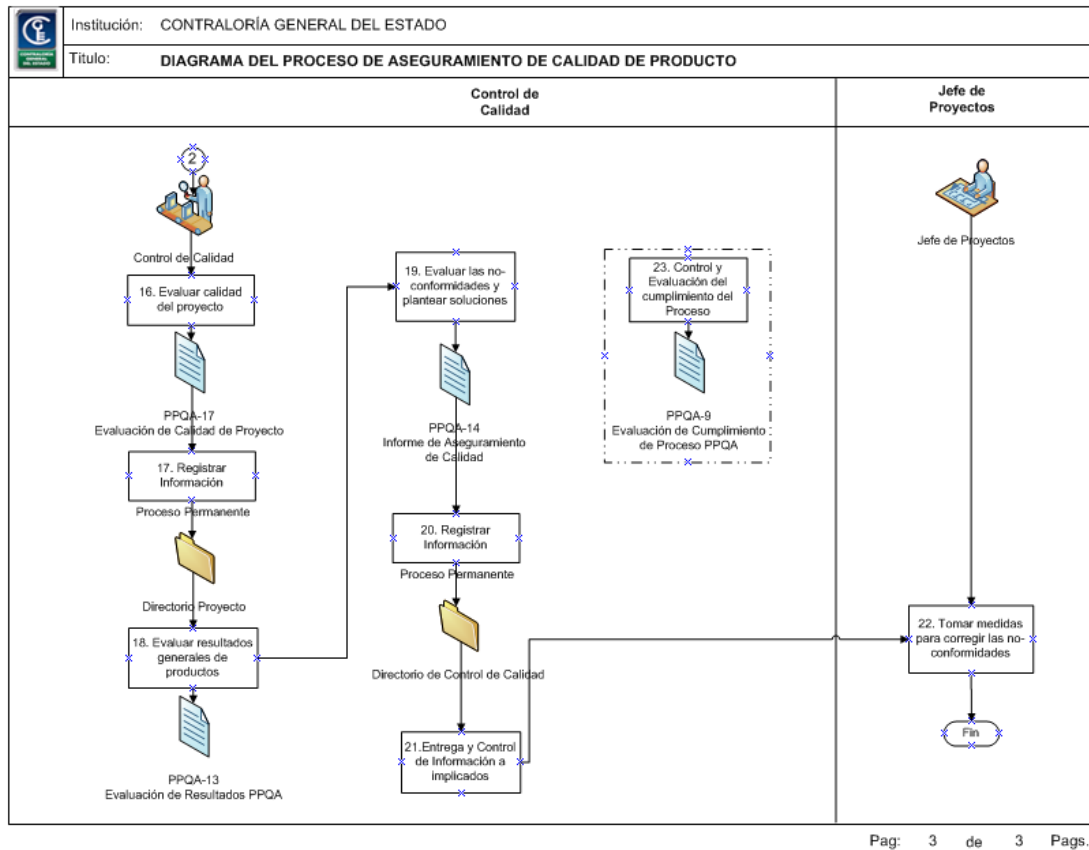 CONTRALORÍA
GENERAL
DEL ESTADO
Institución: CONTRALORÍA GENERAL DEL ESTADO
Titulo: DIAGRAMA DEL PROCESO DE ASEGURAMIENTO DE CALIDAD DE PRODUCTO
Control de
Calidad
Jefe de
Proyectos
2
Control de Calidad
16. Evaluar calidad
del proyecto
PPQA-17
Evaluación de Calidad de Proyecto
17. Registrar
Información
Proceso Permanente
Directorio Proyecto
18. Evaluar resultados
generales de
productos
PPQA-13
Evaluación de Resultados PPQA
19. Evaluar las no-
conformidades y
plantear soluciones
PPQA-14
Informe de Aseguramiento
de Calidad
20. Registrar
Información
Proceso Permanente
Directorio de Control de Calidad
21.Entrega y Control
de Información a
implicados
23. Control y
Evaluación del
cumplimiento del
Proceso
PPQA-9
Evaluación de Cumplimiento
de Proceso PPQA
Jefe de Proyectos
22. Tomar medidas
para corregir las no-
conformidades
Fin
Pag: 3 de 3 Pags.